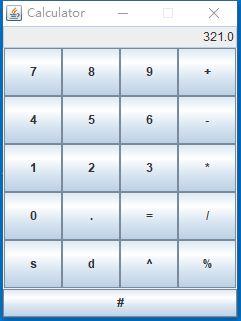 Calculator
321.0
7 8 9 +
4 5 6 -
1 2 3 *
0 . = /
s d ^ %
#